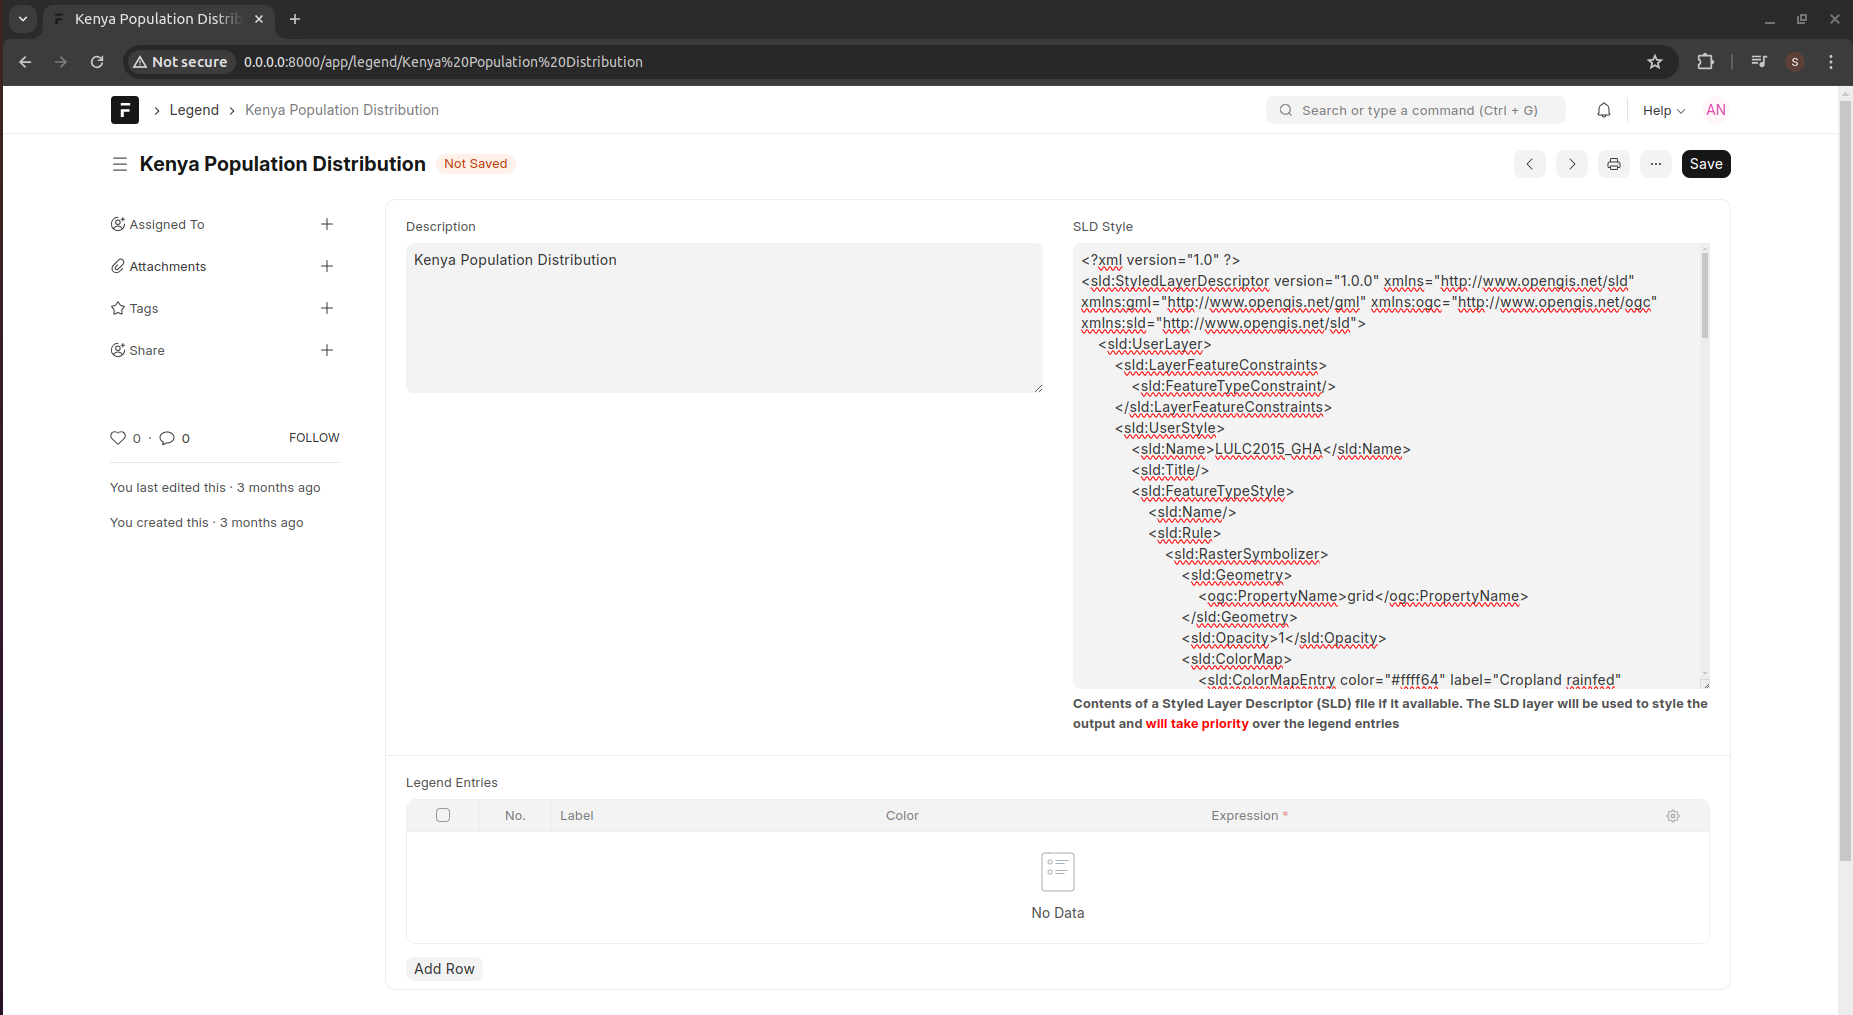 Kenya Population Distrib
Not secure
0.0.0.0:8000/app/legend/Kenya%20Population%20Distribution
S
Legend
Kenya Population Distribution
Search or type a command (Ctrl + G)
Help
AN
Kenya Population Distribution
Not Saved
Save
Assigned To
Attachments
Tags
Share
0 · 0
FOLLOW
You last edited this · 3 months ago
You created this · 3 months ago
Description
Kenya Population Distribution
SLD Style
<?xml version="1.0" ?>
<sld:StyledLayerDescriptor version="1.0.0" xmlns="http://www.opengis.net/sld"
xmlns:gml="http://www.opengis.net/gml" xmlns:ogc="http://www.opengis.net/ogc"
xmlns:sld="http://www.opengis.net/sld">
<sld:UserLayer>
<sld:LayerFeatureConstraints>
<sld:FeatureTypeConstraint/>
</sld:LayerFeatureConstraints>
<sld:UserStyle>
<sld:Name>LULC2015_GHA</sld:Name>
<sld:Title/>
<sld:FeatureTypeStyle>
<sld:Name/>
<sld:Rule>
<sld:RasterSymbolizer>
<sld:Geometry>
<ogc:PropertyName>grid</ogc:PropertyName>
</sld:Geometry>
<sld:Opacity>1</sld:Opacity>
<sld:ColorMap>
<sld:ColorMapEntry color="#ffff64" label="Cropland rainfed"
Contents of a Styled Layer Descriptor (SLD) file if it available. The SLD layer will be used to style the
output and will take priority over the legend entries
Legend Entries
No.
Label
Color
Expression *
No Data
Add Row